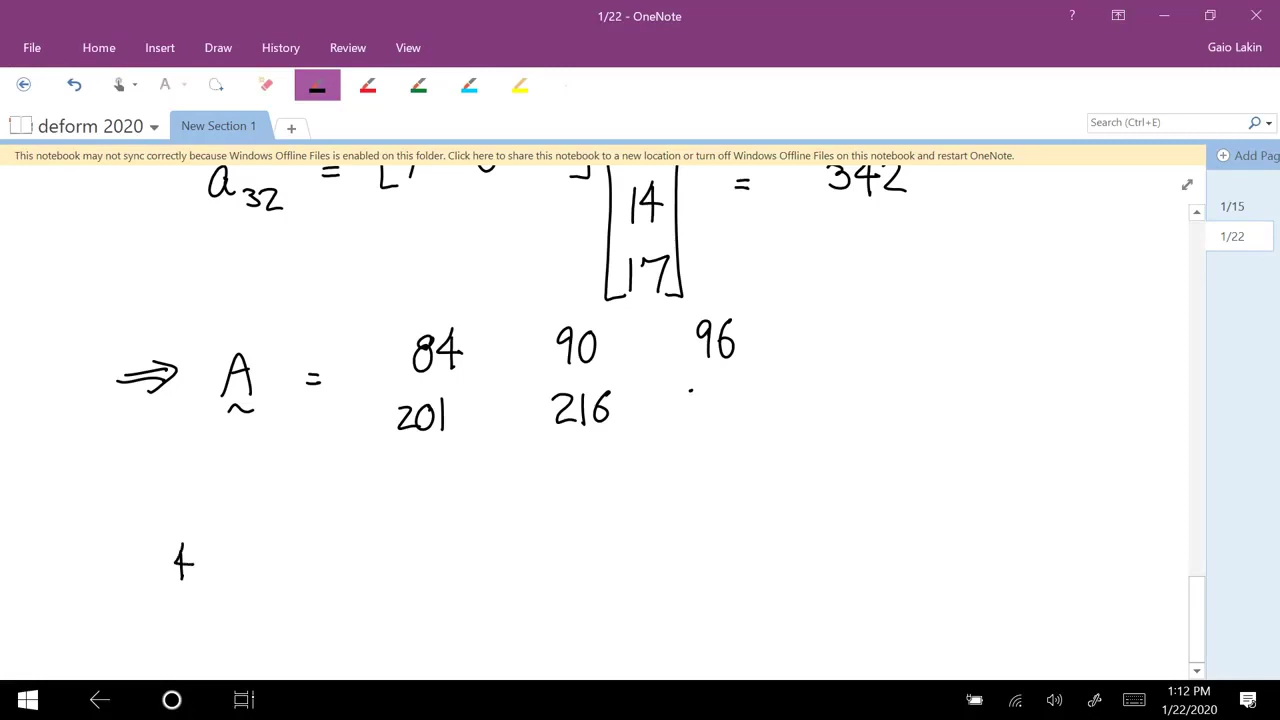 1/22 - OneNote
?
File Home Insert Draw History Review View
Gaio Lakin
A
deform 2020
New Section 1
Search (Ctrl+E)
This notebook may not sync correctly because Windows Offline Files is enabled on this folder. Click here to share this notebook to a new location or turn off Windows Offline Files on this notebook and restart OneNote.
Add Pag
1/15
1/22
a32 = = 342
14
17
⇒ A = 84 90 96
~
201 216
4
1:12 PM
1/22/2020